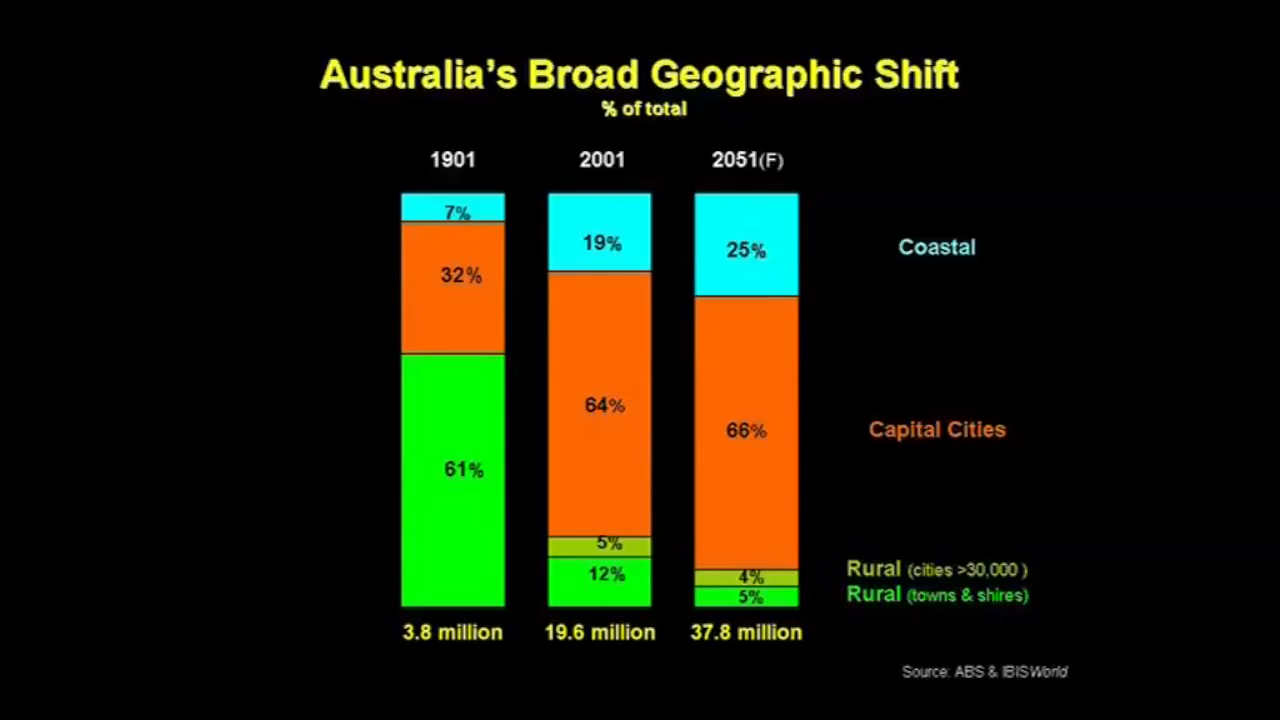 Australia's Broad Geographic Shift
% of total
1901 2001 2051(F)
7% 19% 25% Coastal
32% 64% 66% Capital Cities
61%
5% 4% Rural (cities >30,000 )
12% 5% Rural (towns & shires)
3.8 million 19.6 million 37.8 million
Source: ABS & IBISWorld